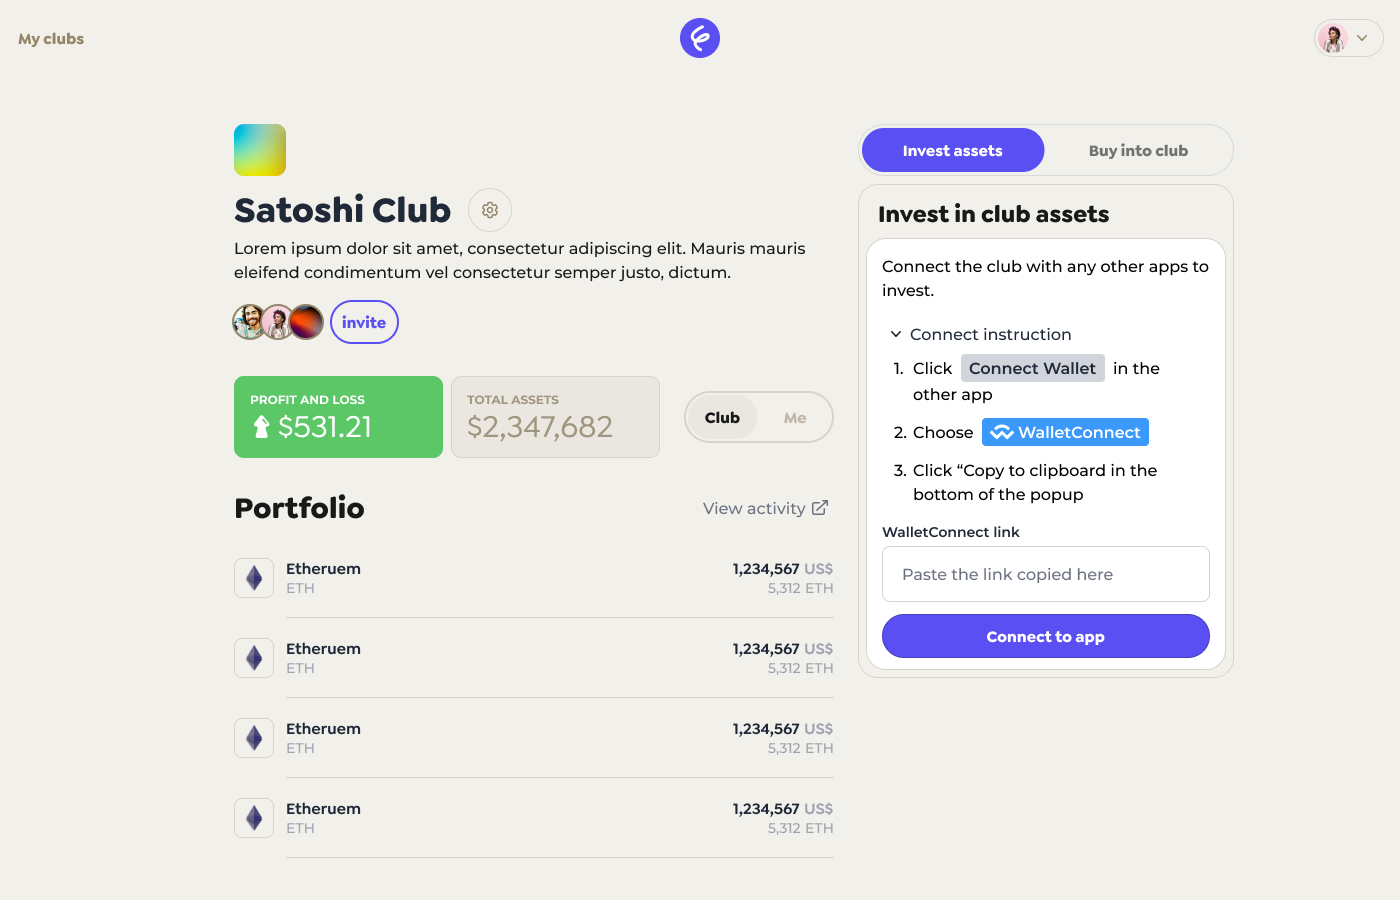 My clubs
Satoshi Club
Lorem ipsum dolor sit amet, consectetur adipiscing elit. Mauris mauris
eleifend condimentum vel consectetur semper justo, dictum.
invite
PROFIT AND LOSS
$531.21
TOTAL ASSETS
$2,347,682
Club
Me
Portfolio
View activity
Etheruem
1,234,567 US$
ETH
5,312 ETH
Etheruem
1,234,567 US$
ETH
5,312 ETH
Etheruem
1,234,567 US$
ETH
5,312 ETH
Etheruem
1,234,567 US$
ETH
5,312 ETH
Invest assets
Buy into club
Invest in club assets
Connect the club with any other apps to
invest.
Connect instruction
1. Click Connect Wallet in the
other app
2. Choose WalletConnect
3. Click “Copy to clipboard in the
bottom of the popup
WalletConnect link
Paste the link copied here
Connect to app